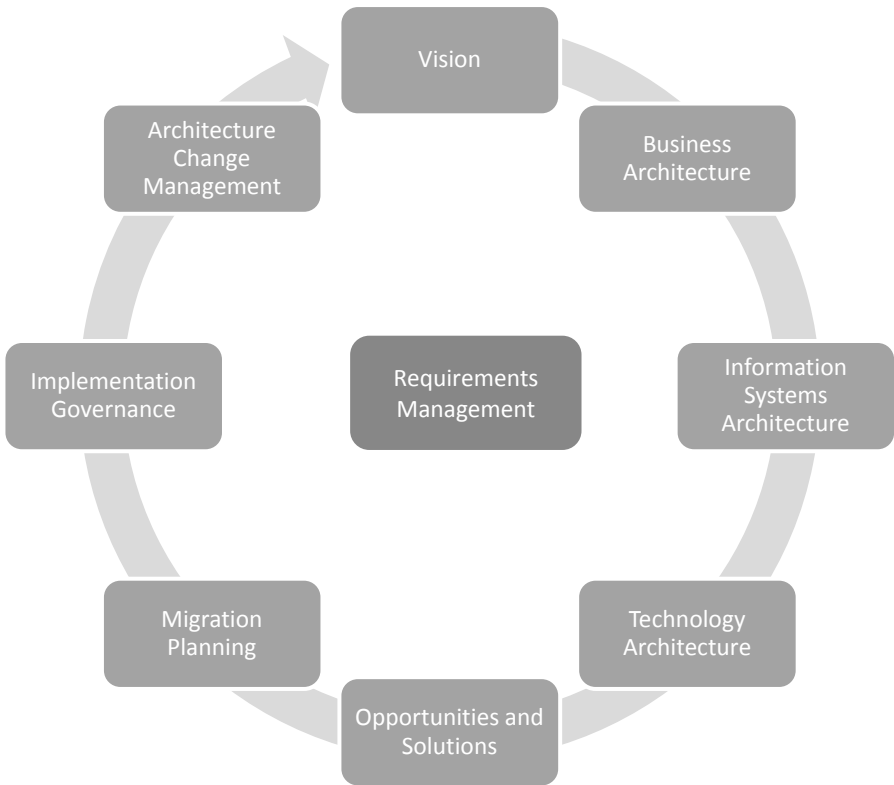 Vision
Business
Architecture
Information
Systems
Architecture
Technology
Architecture
Opportunities and
Solutions
Migration
Planning
Implementation
Governance
Architecture
Change
Management
Requirements
Management